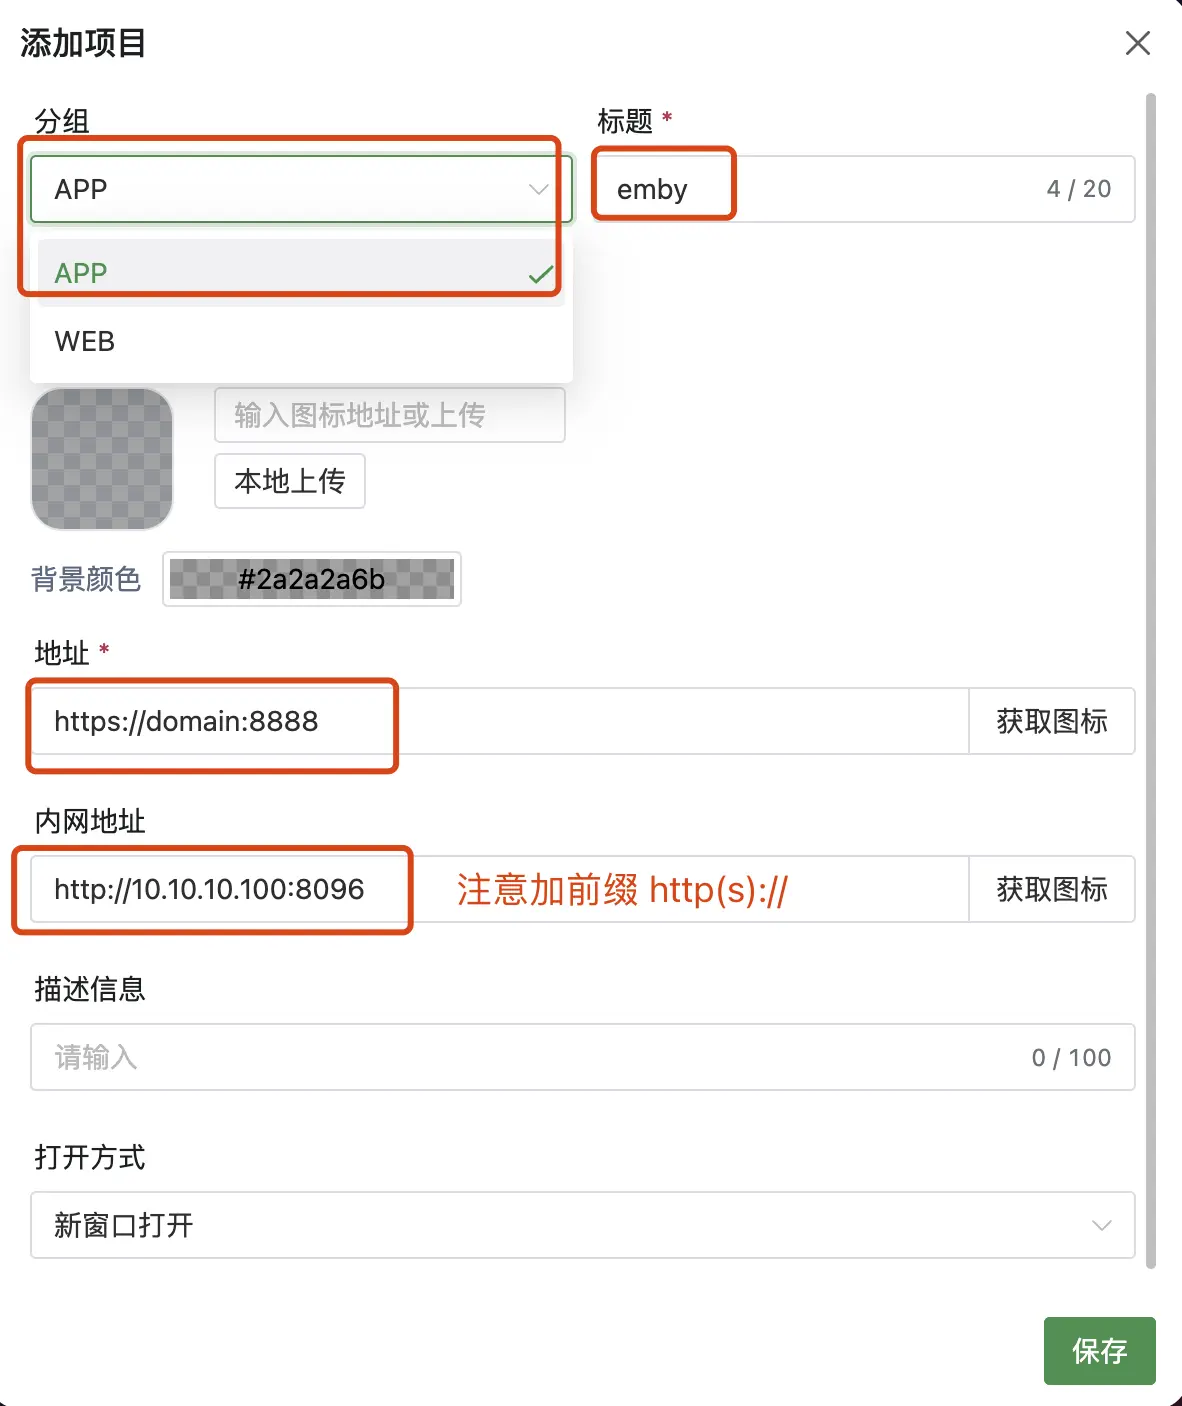 添加项目
分组
标题 *
APP
emby
4 / 20
APP
WEB
输入图标地址或上传
本地上传
背景颜色
#2a2a2a6b
地址 *
https://domain:8888
获取图标
内网地址
http://10.10.10.100:8096
注意加前缀 http(s)://
获取图标
描述信息
请输入
0 / 100
打开方式
新窗口打开
保存